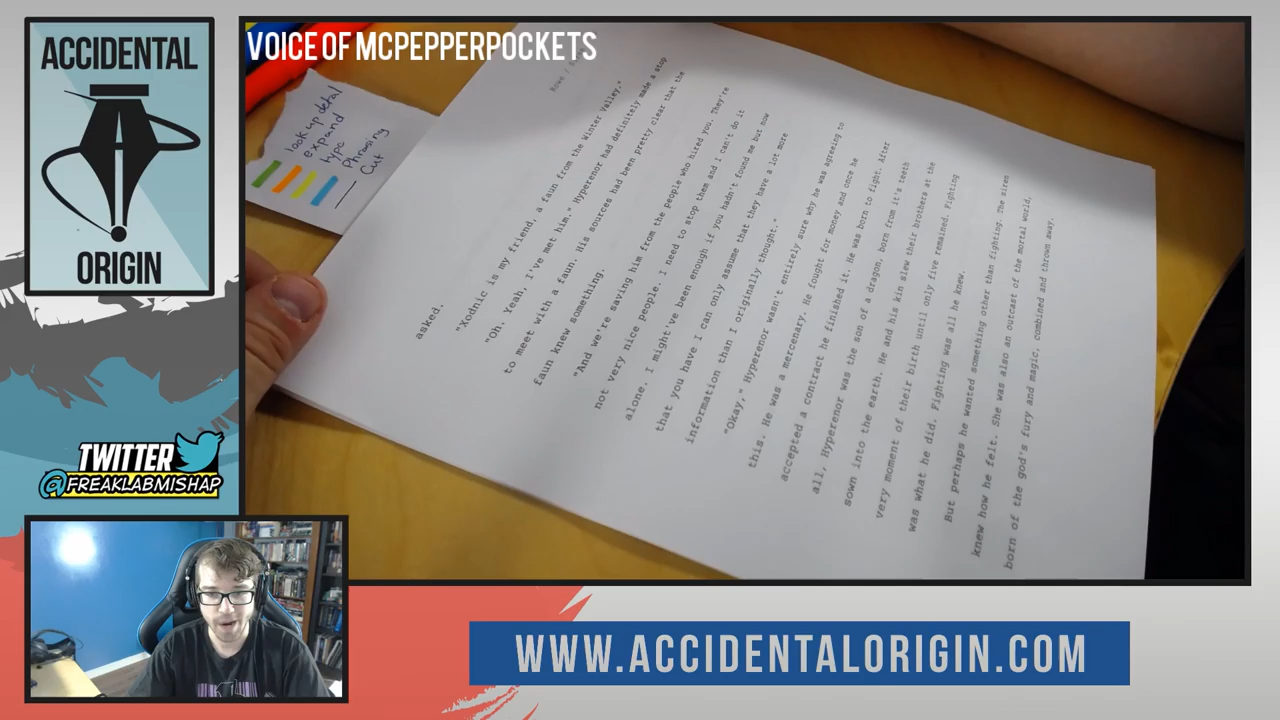 ACCIDENTAL
ORIGIN
VOICE OF MCPEPPERPOCKETS
look up detail
expand
typo
phrasing
Cut
asked.
"Xodnic is my friend, a faun from the Winter Valley."
"Oh. Yeah, I've met him." Hyperenor had definitely made a stop
to meet with a faun. His sources had been pretty clear that the
faun knew something.
"And we're saving him from the people who hired you. They're
not very nice people. I need to stop them and I can't do it
alone. I might've been enough if you hadn't found me but now
that you have I can only assume that they have a lot more
information than I originally thought."
"Okay," Hyperenor wasn't entirely sure why he was agreeing to
this. He was a mercenary. He fought for money and once he
accepted a contract he finished it. He was born to fight. After
all, Hyperenor was the son of a dragon, born from it's teeth
sown into the earth. He and his kin slew their brothers at the
very moment of their birth until only five remained. Fighting
was what he did. Fighting was all he knew.
But perhaps he wanted something other than fighting. The siren
knew how he felt. She was also an outcast of the mortal world,
born of the god's fury and magic, combined and thrown away.
TWITTER
@FREAKLABMISHAP
WWW.ACCIDENTALORIGIN.COM